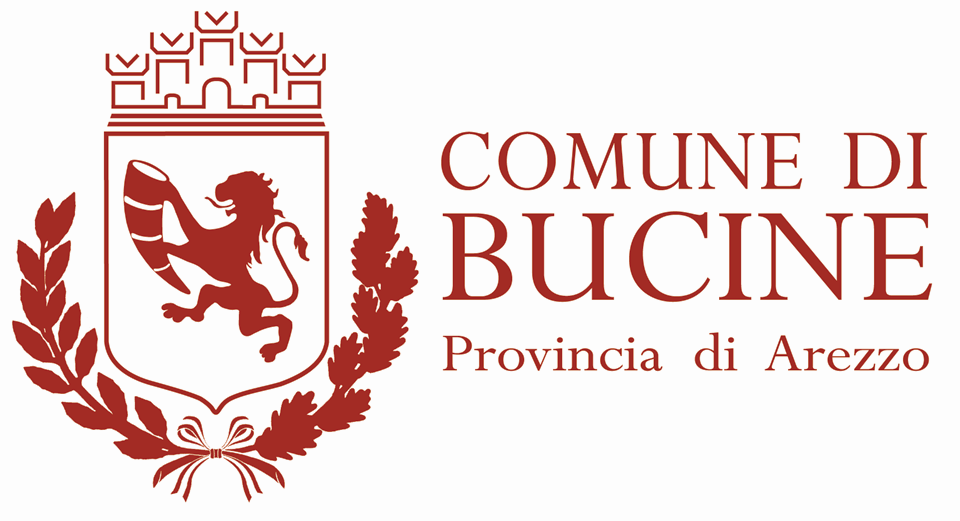 COMUNE DI
BUCINE
Provincia di Arezzo